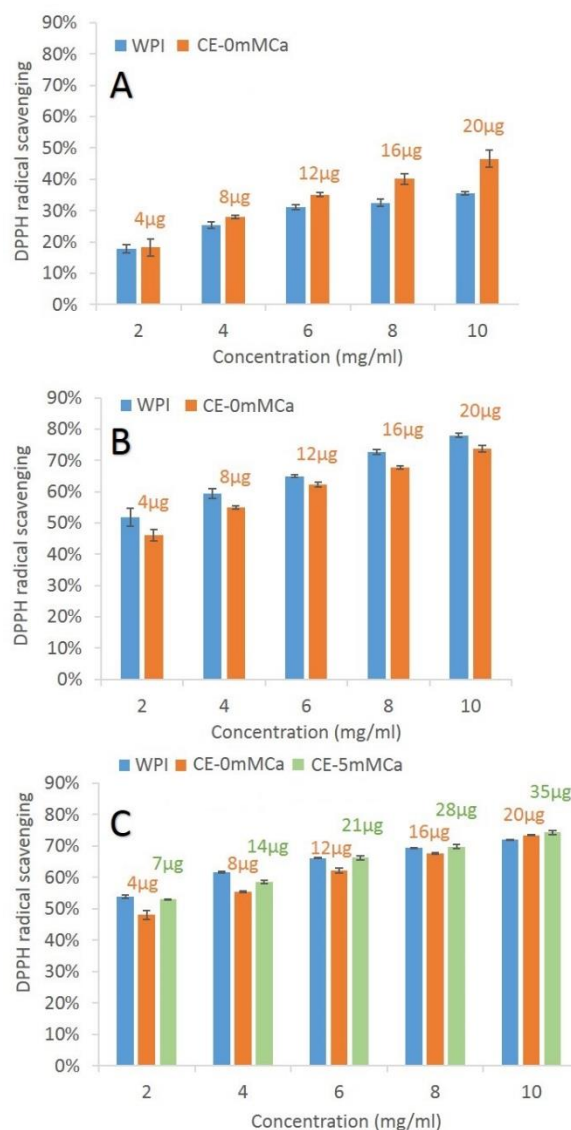 90%
80%
70%
60%
50%
40%
30%
20%
10%
0%
DPPH radical scavenging
WPI CE-0mMCa
A
4µg 8µg 12µg 16µg 20µg
2 4 6 8 10
Concentration (mg/ml)
90%
80%
70%
60%
50%
40%
30%
20%
10%
0%
DPPH radical scavenging
WPI CE-0mMCa
B
4µg 8µg 12µg 16µg 20µg
2 4 6 8 10
Concentration (mg/ml)
WPI CE-0mMCa CE-5mMCa
90%
80%
70%
60%
50%
40%
30%
20%
10%
0%
DPPH radical scavenging
C
7µg 14µg 21µg 28µg 35µg
4µg 8µg 12µg 16µg 20µg
2 4 6 8 10
Concentration (mg/ml)